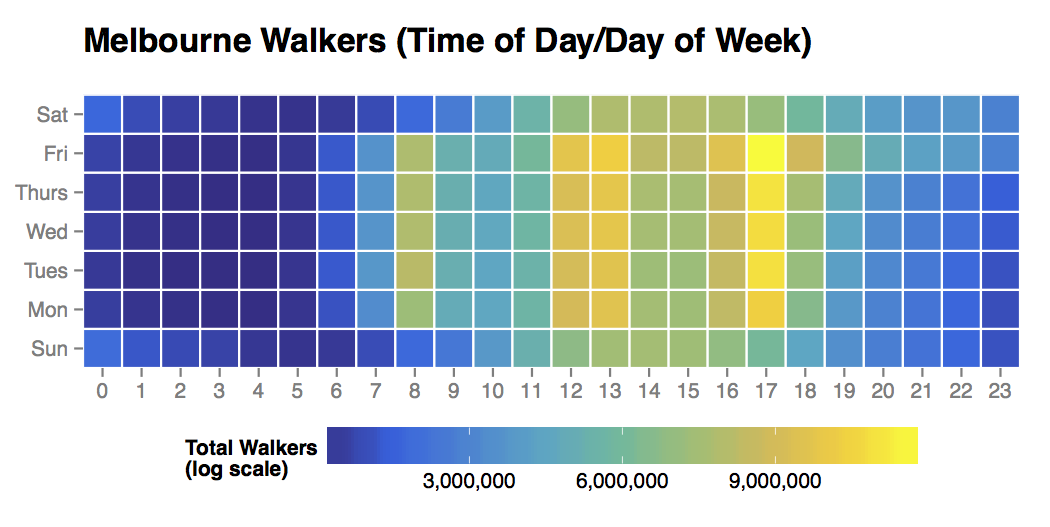 Melbourne Walkers (Time of Day/Day of Week)
Sat
Fri
Thurs
Wed
Tues
Mon
Sun
0 1 2 3 4 5 6 7 8 9 10 11 12 13 14 15 16 17 18 19 20 21 22 23
Total Walkers
(log scale)
3,000,000 6,000,000 9,000,000